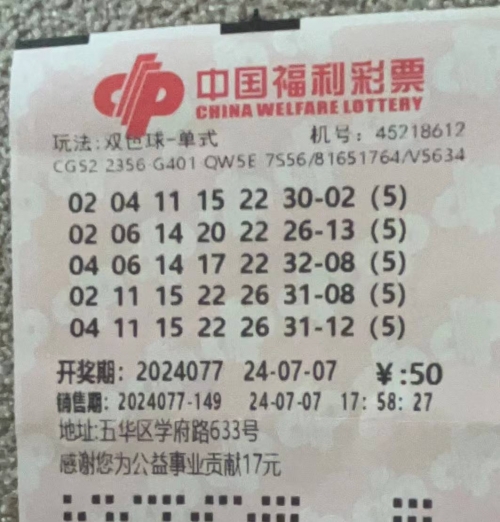 中国福利彩票
CHINA WELFARE LOTTERY
玩法:双色球-单式 机号:45218612
CGS2 2356 G401 QW5E 7S56/81651764/V5634
02 04 11 15 22 30-02 (5)
02 06 14 20 22 26-13 (5)
04 06 14 17 22 32-08 (5)
02 11 15 22 26 31-08 (5)
04 11 15 22 26 31-12 (5)
开奖期: 2024077 24-07-07 ¥:50
销售期: 2024077-149 24-07-07 17:58:27
地址:五华区学府路633号
感谢您为公益事业贡献17元